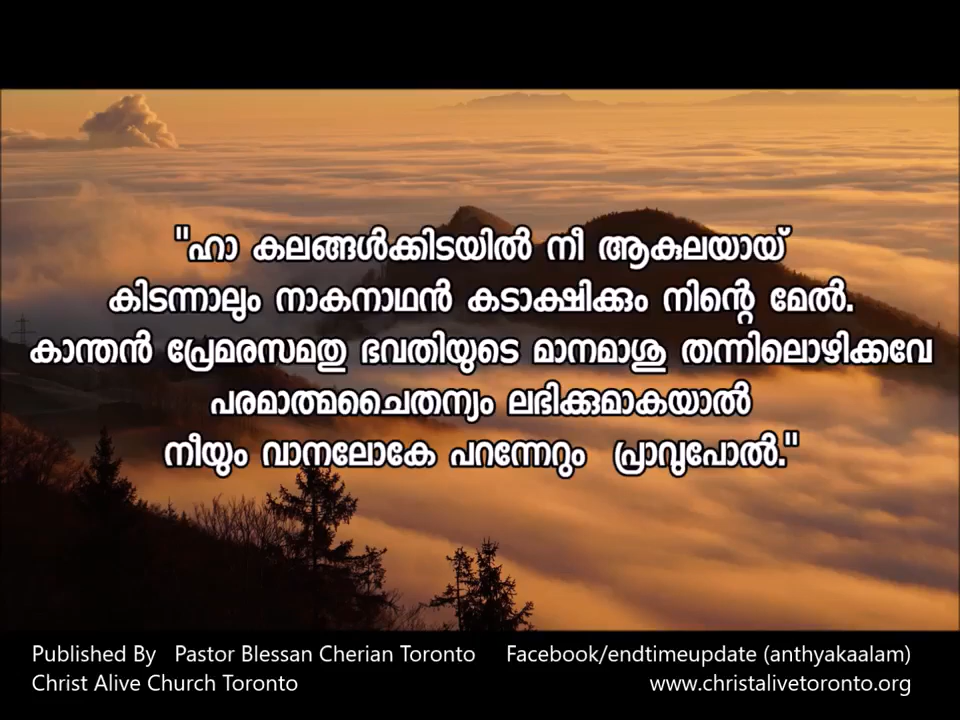 "ഹാ കലങ്ങൾക്കിടയിൽ നീ ആകുലയായ്
കിടന്നാലും നാകനാഥൻ കടാക്ഷിക്കും നിന്റെ മേൽ.
കാന്തൻ പ്രേമരസമതു ഭവതിയുടെ മാനമാശു തന്നിലൊഴിക്കവേ
പരമാത്മചൈതന്യം ലഭിക്കുമാകയാൽ
നീയും വാനലോകേ പറന്നേറും പ്രാവുപോൽ."
Published By Pastor Blessan Cherian Toronto Facebook/endtimeupdate (anthyakaalam)
Christ Alive Church Toronto www.christalivetoronto.org